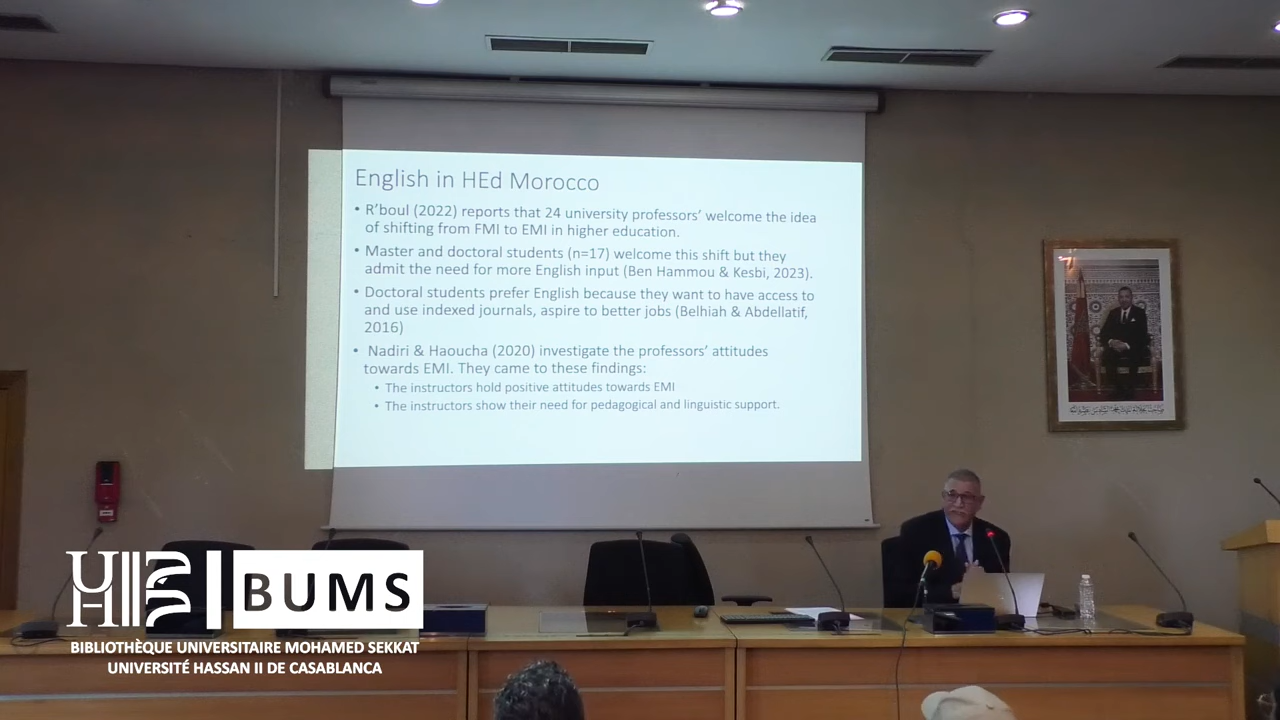 English in HEd Morocco
• R'boul (2022) reports that 24 university professors' welcome the idea
of shifting from FMI to EMI in higher education.
• Master and doctoral students (n=17) welcome this shift but they
admit the need for more English input (Ben Hammou & Kesbi, 2023).
• Doctoral students prefer English because they want to have access to
and use indexed journals, aspire to better jobs (Belhiah & Abdellatif,
2016)
• Nadiri & Haoucha (2020) investigate the professors' attitudes
towards EMI. They came to these findings:
• The instructors hold positive attitudes towards EMI
• The instructors show their need for pedagogical and linguistic support.
BUMS
BIBLIOTHÈQUE UNIVERSITAIRE MOHAMED SEKKAT
UNIVERSITÉ HASSAN II DE CASABLANCA